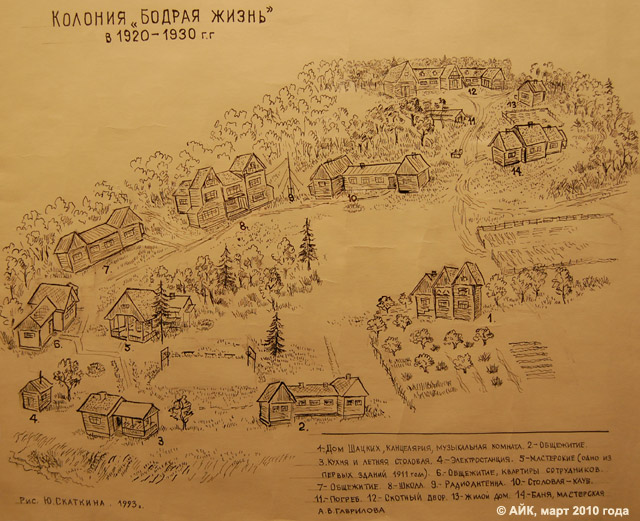 КОЛОНИЯ „БОДРАЯ ЖИЗНЬ"
В 1920-1930 г.г
12
13
11
14
10
9
8.
7
6.
5
1
4
3
2.
1-ДОМ ШАЦКИХ, КАНЦЕЛЯРИЯ, МУЗЫКАЛЬНАЯ КОМНАТА. 2.-ОБЩЕЖИТИЕ.
3. КУХНЯ И ЛЕТНЯЯ СТОЛОВАЯ. 4-ЭЛЕКТРОСТАНЦИЯ. 5-МАСТЕРСКИЕ (ОДНО ИЗ
ПЕРВЫХ ЗДАНИЙ 1911 год). 6.-ОБЩЕЖИТИЕ, КВАРТИРЫ СОТРУДНИКОВ.
7- ОБЩЕЖИТИЕ. 8-ШКОЛА 9.-РАДИОАНТЕННА. 10-СТОЛОВАЯ-КЛУБ.
11.-ПОГРЕБ. 12-СКОТНЫЙ ДВОР. 13-ЖИЛОЙ ДОМ. 14-БАНЯ, МАСТЕРСКАЯ
А.В.ГАВРИЛОВА
РИС. Ю.СКАТКИНА. 1993г.
© АЙК, март 2010 года